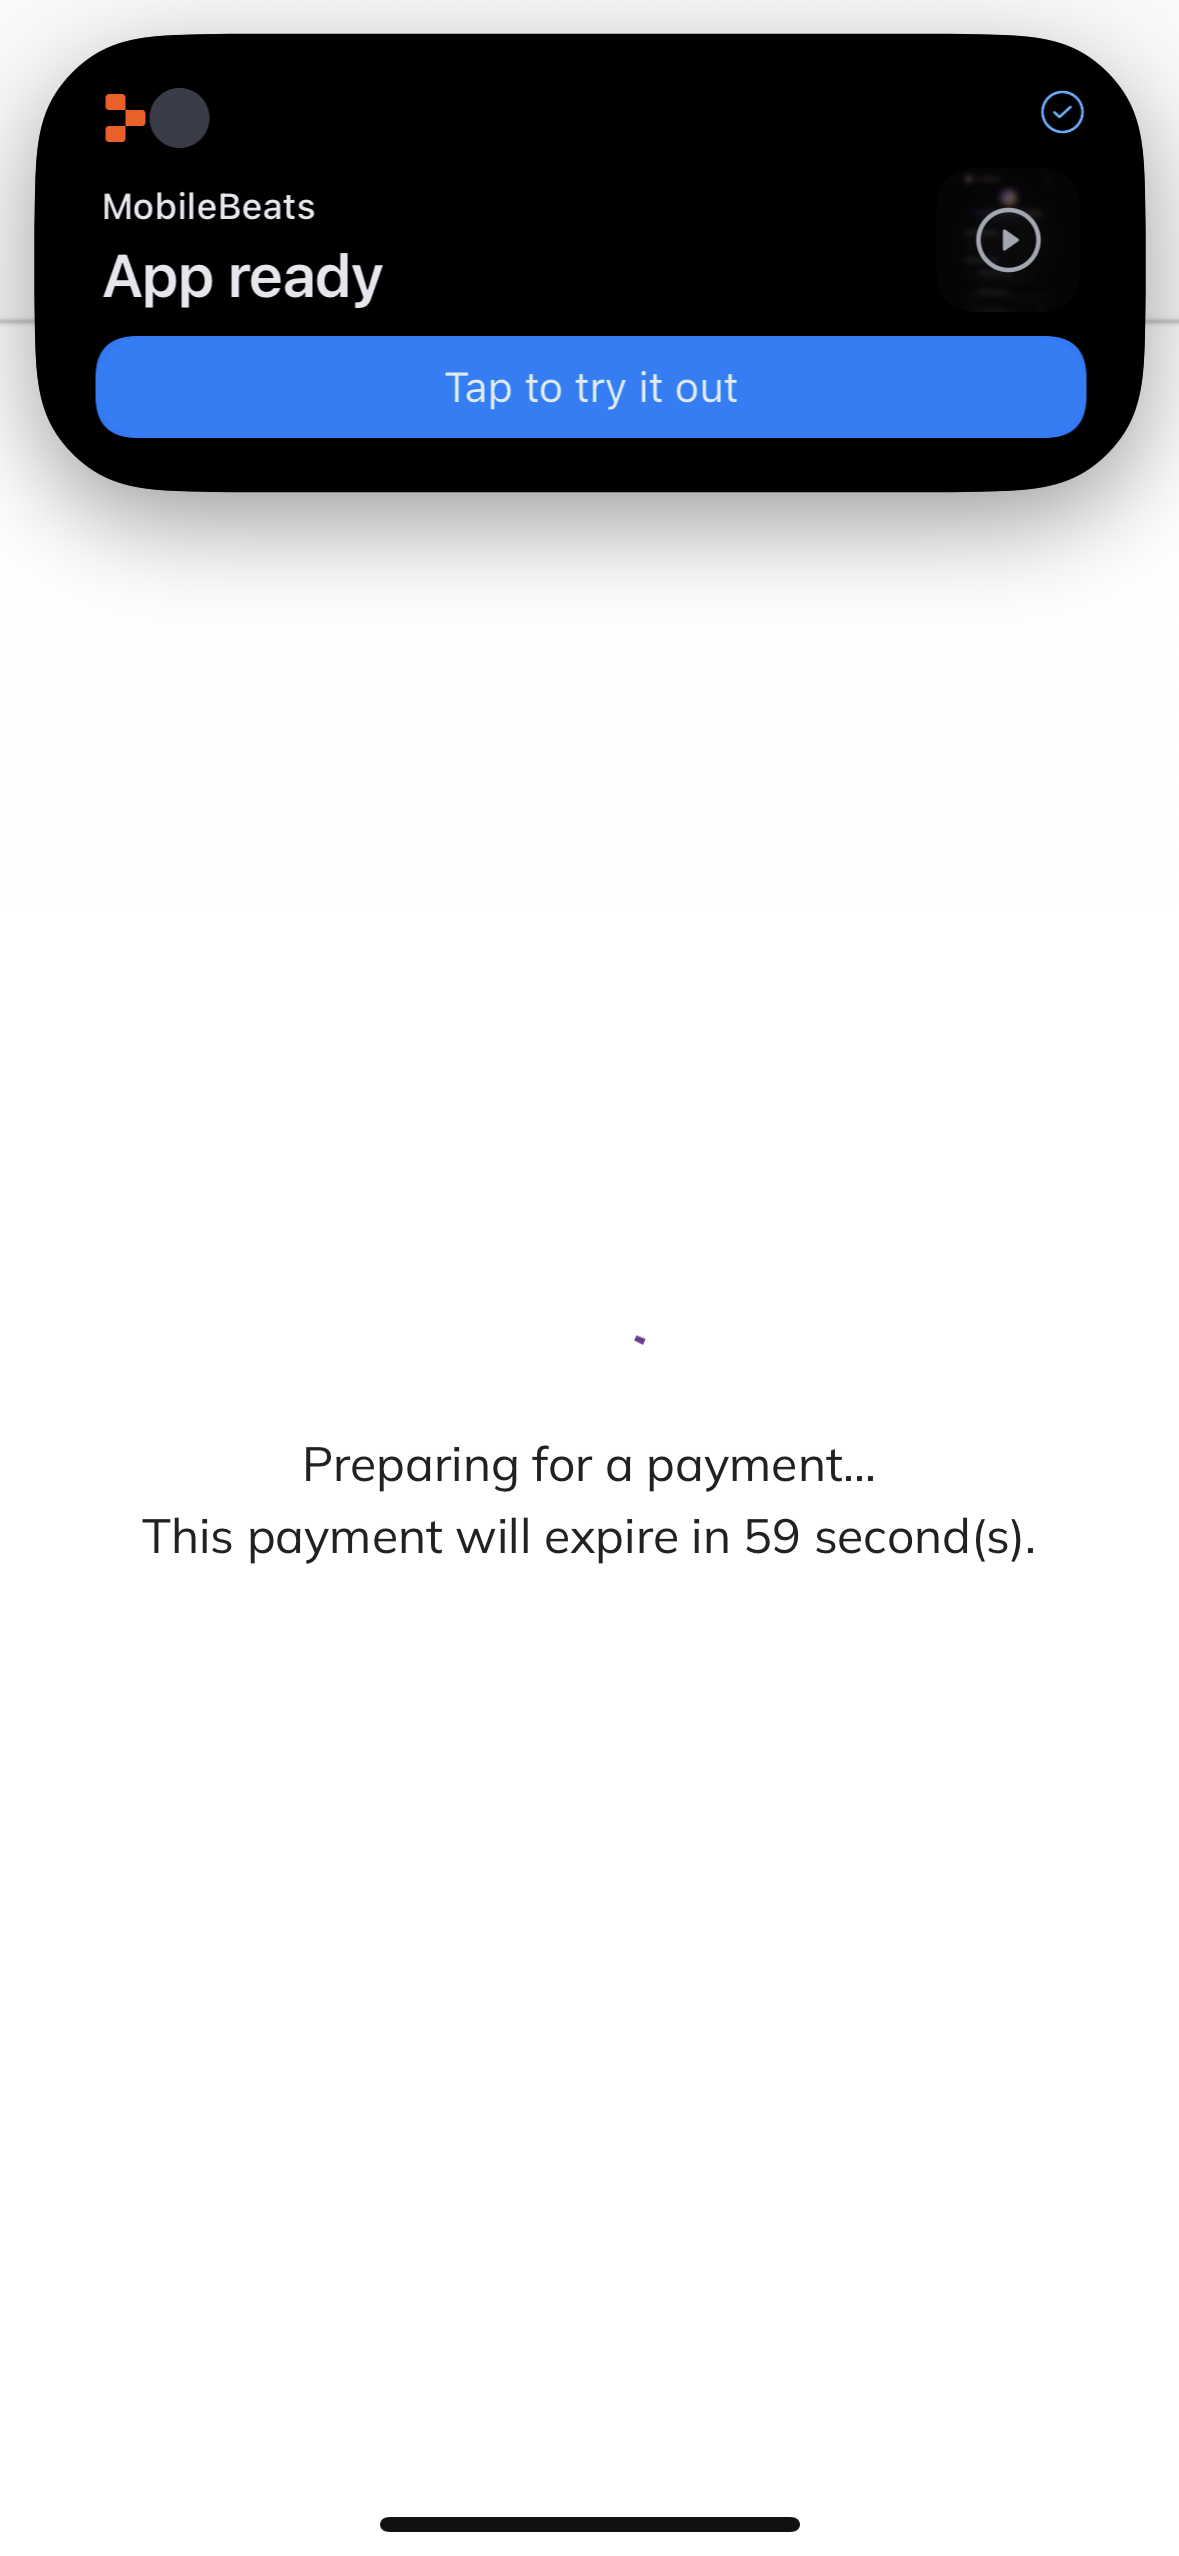 MobileBeats
App ready
Tap to try it out
Preparing for a payment...
This payment will expire in 59 second(s).